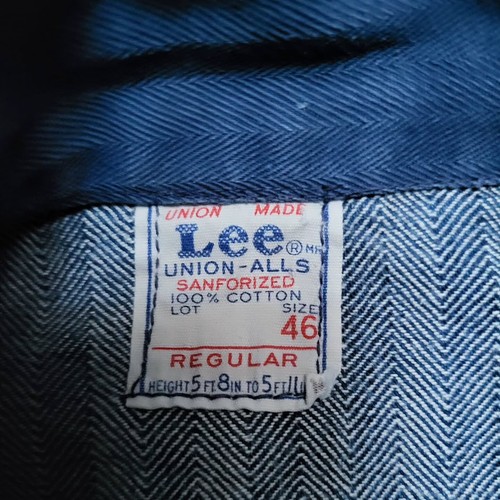 UNION MADE
Lee ® MR
UNION-ALLS
SANFORIZED
100% COTTON
LOT SIZE
46
REGULAR
HEIGHT 5 FT. 8 IN TO 5 FT. 11